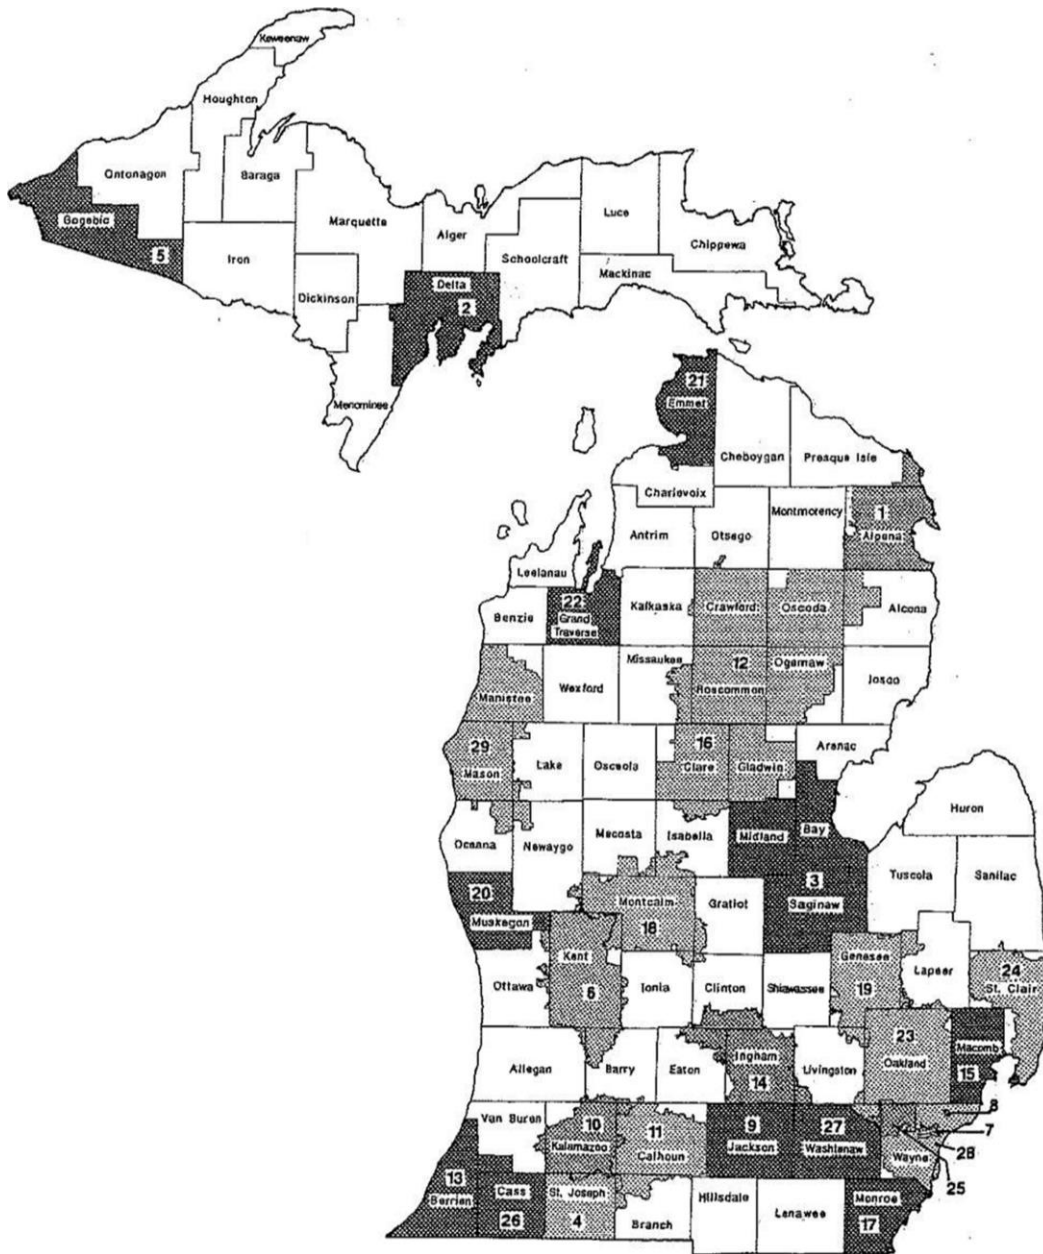 Keweenaw
Houghton
Ontonagon
Baraga
Gogebic
5
Marquette
Iron
Alger
Luce
Chippewa
Schoolcraft
Mackinac
Delta
2
Dickinson
Menominee
21
Emmet
Cheboygan
Presque Isle
Charlevoix
Antrim
Otsego
Montmorency
1
Alpena
Leelanau
22
Grand
Traverse
Benzie
Kalkaska
Crawford
Oscoda
Alcona
Manistee
Wexford
Missaukee
12
Roscommon
Ogemaw
Iosco
29
Mason
Lake
Osceola
16
Clare
Gladwin
Arenac
Huron
Oceana
Newaygo
Mecosta
Isabella
Midland
Bay
Tuscola
Sanilac
20
Muskegon
Montcalm
18
Gratiot
3
Saginaw
Kent
6
Ottawa
Ionia
Clinton
Shiawassee
Genesee
19
Lapeer
24
St. Clair
Allegan
Barry
Eaton
Ingham
14
Livingston
23
Oakland
Macomb
15
8
7
28
25
Van Buren
10
Kalamazoo
11
Calhoun
9
Jackson
27
Washtenaw
Wayne
13
Berrien
Cass
26
St. Joseph
4
Branch
Hillsdale
Lenawee
Monroe
17